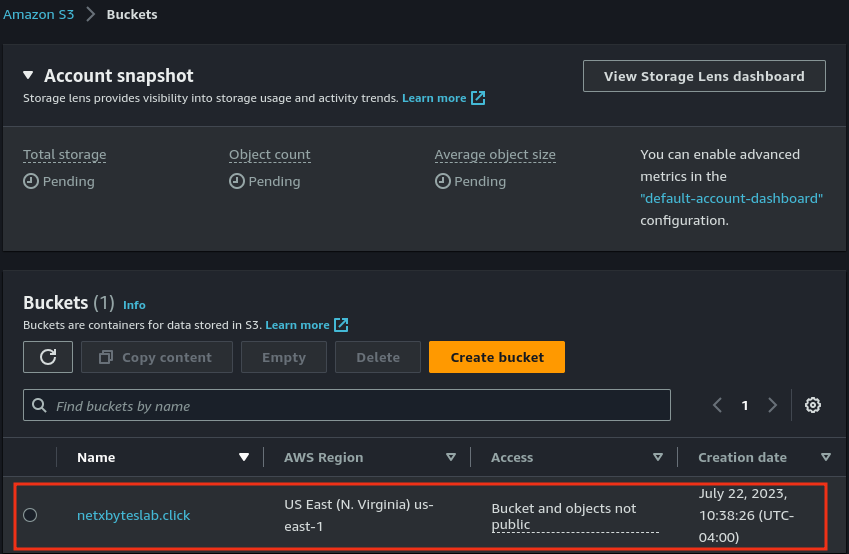 Amazon S3 > Buckets
Account snapshot
View Storage Lens dashboard
Storage lens provides visibility into storage usage and activity trends. Learn more
Total storage
Pending
Object count
Pending
Average object size
Pending
You can enable advanced
metrics in the
"default-account-dashboard"
configuration.
Buckets (1) Info
Buckets are containers for data stored in S3. Learn more
Copy content
Empty
Delete
Create bucket
Find buckets by name
1
Name
AWS Region
Access
Creation date
netxbyteslab.click
US East (N. Virginia) us-
east-1
Bucket and objects not
public
July 22, 2023,
10:38:26 (UTC-
04:00)